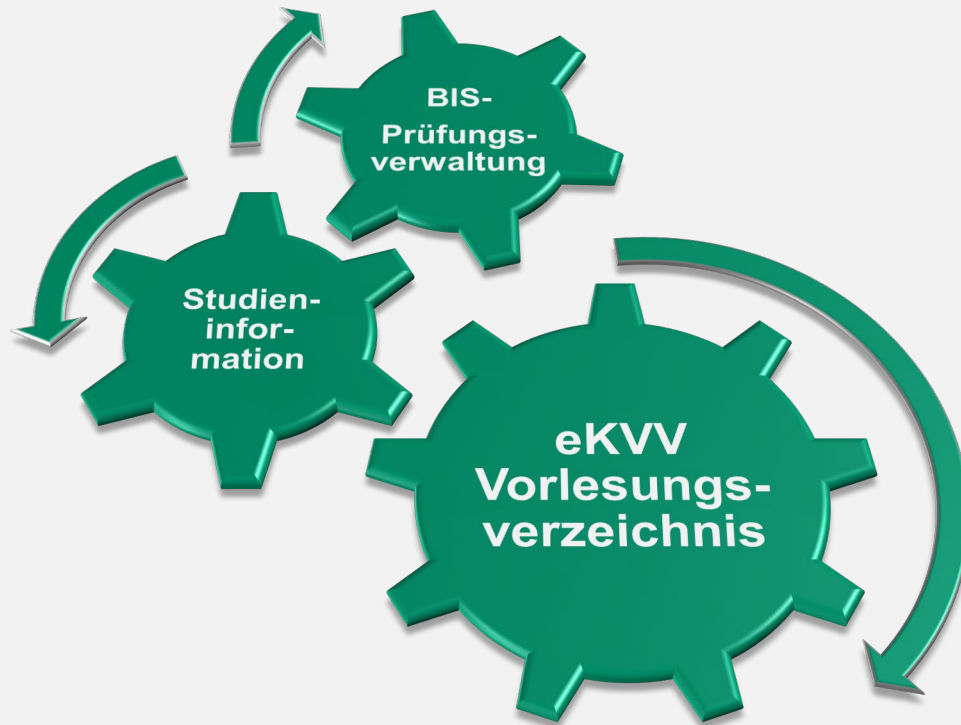 BIS-
Prüfungs-
verwaltung
Studien-
infor-
mation
eKVV
Vorlesungs-
verzeichnis